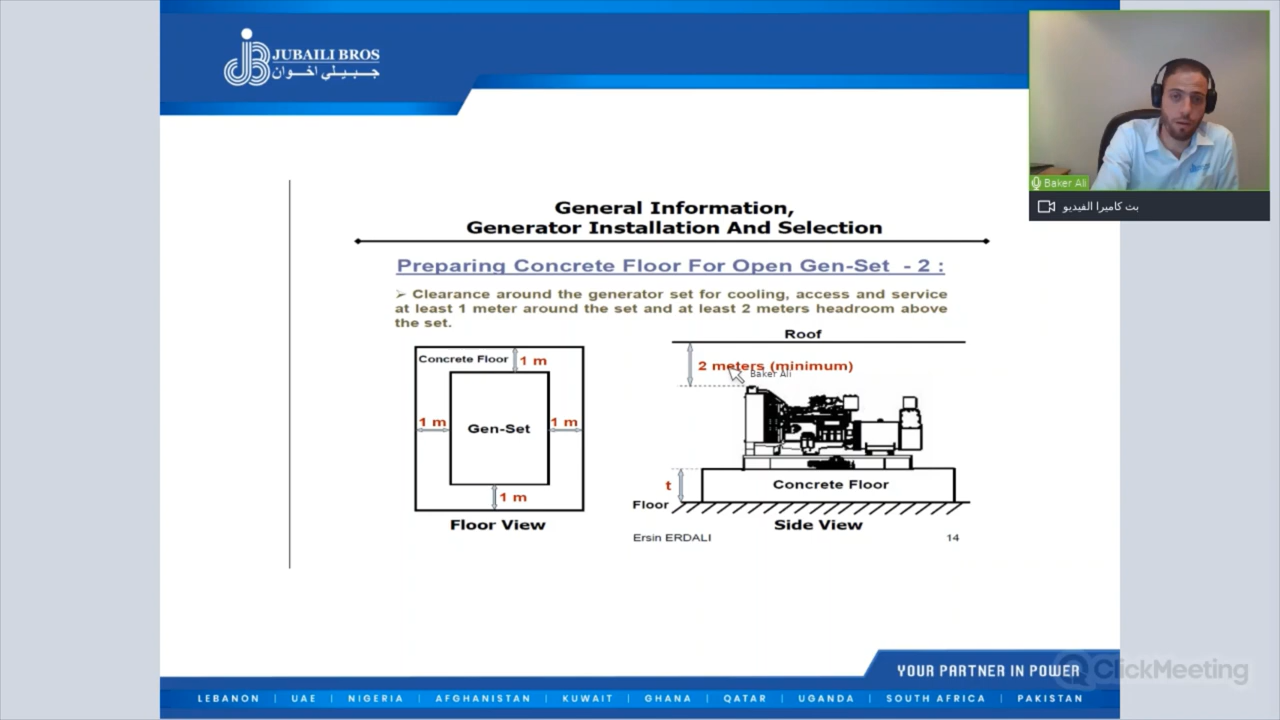 JUBAILI BROS
جبيلي اخوان
Baker Ali
بث كاميرا الفيديو
General Information,
Generator Installation And Selection
Preparing Concrete Floor For Open Gen-Set - 2 :
➢ Clearance around the generator set for cooling, access and service
at least 1 meter around the set and at least 2 meters headroom above
the set.
Concrete Floor
1 m
1 m
Gen-Set
1 m
1 m
Floor View
Roof
2 meters (minimum)
Baker Ali
t
Concrete Floor
Floor
Side View
Ersin ERDALI
14
YOUR PARTNER IN POWER
ClickMeeting
LEBANON | UAE | NIGERIA | AFGHANISTAN | KUWAIT | GHANA | QATAR | UGANDA | SOUTH AFRICA | PAKISTAN